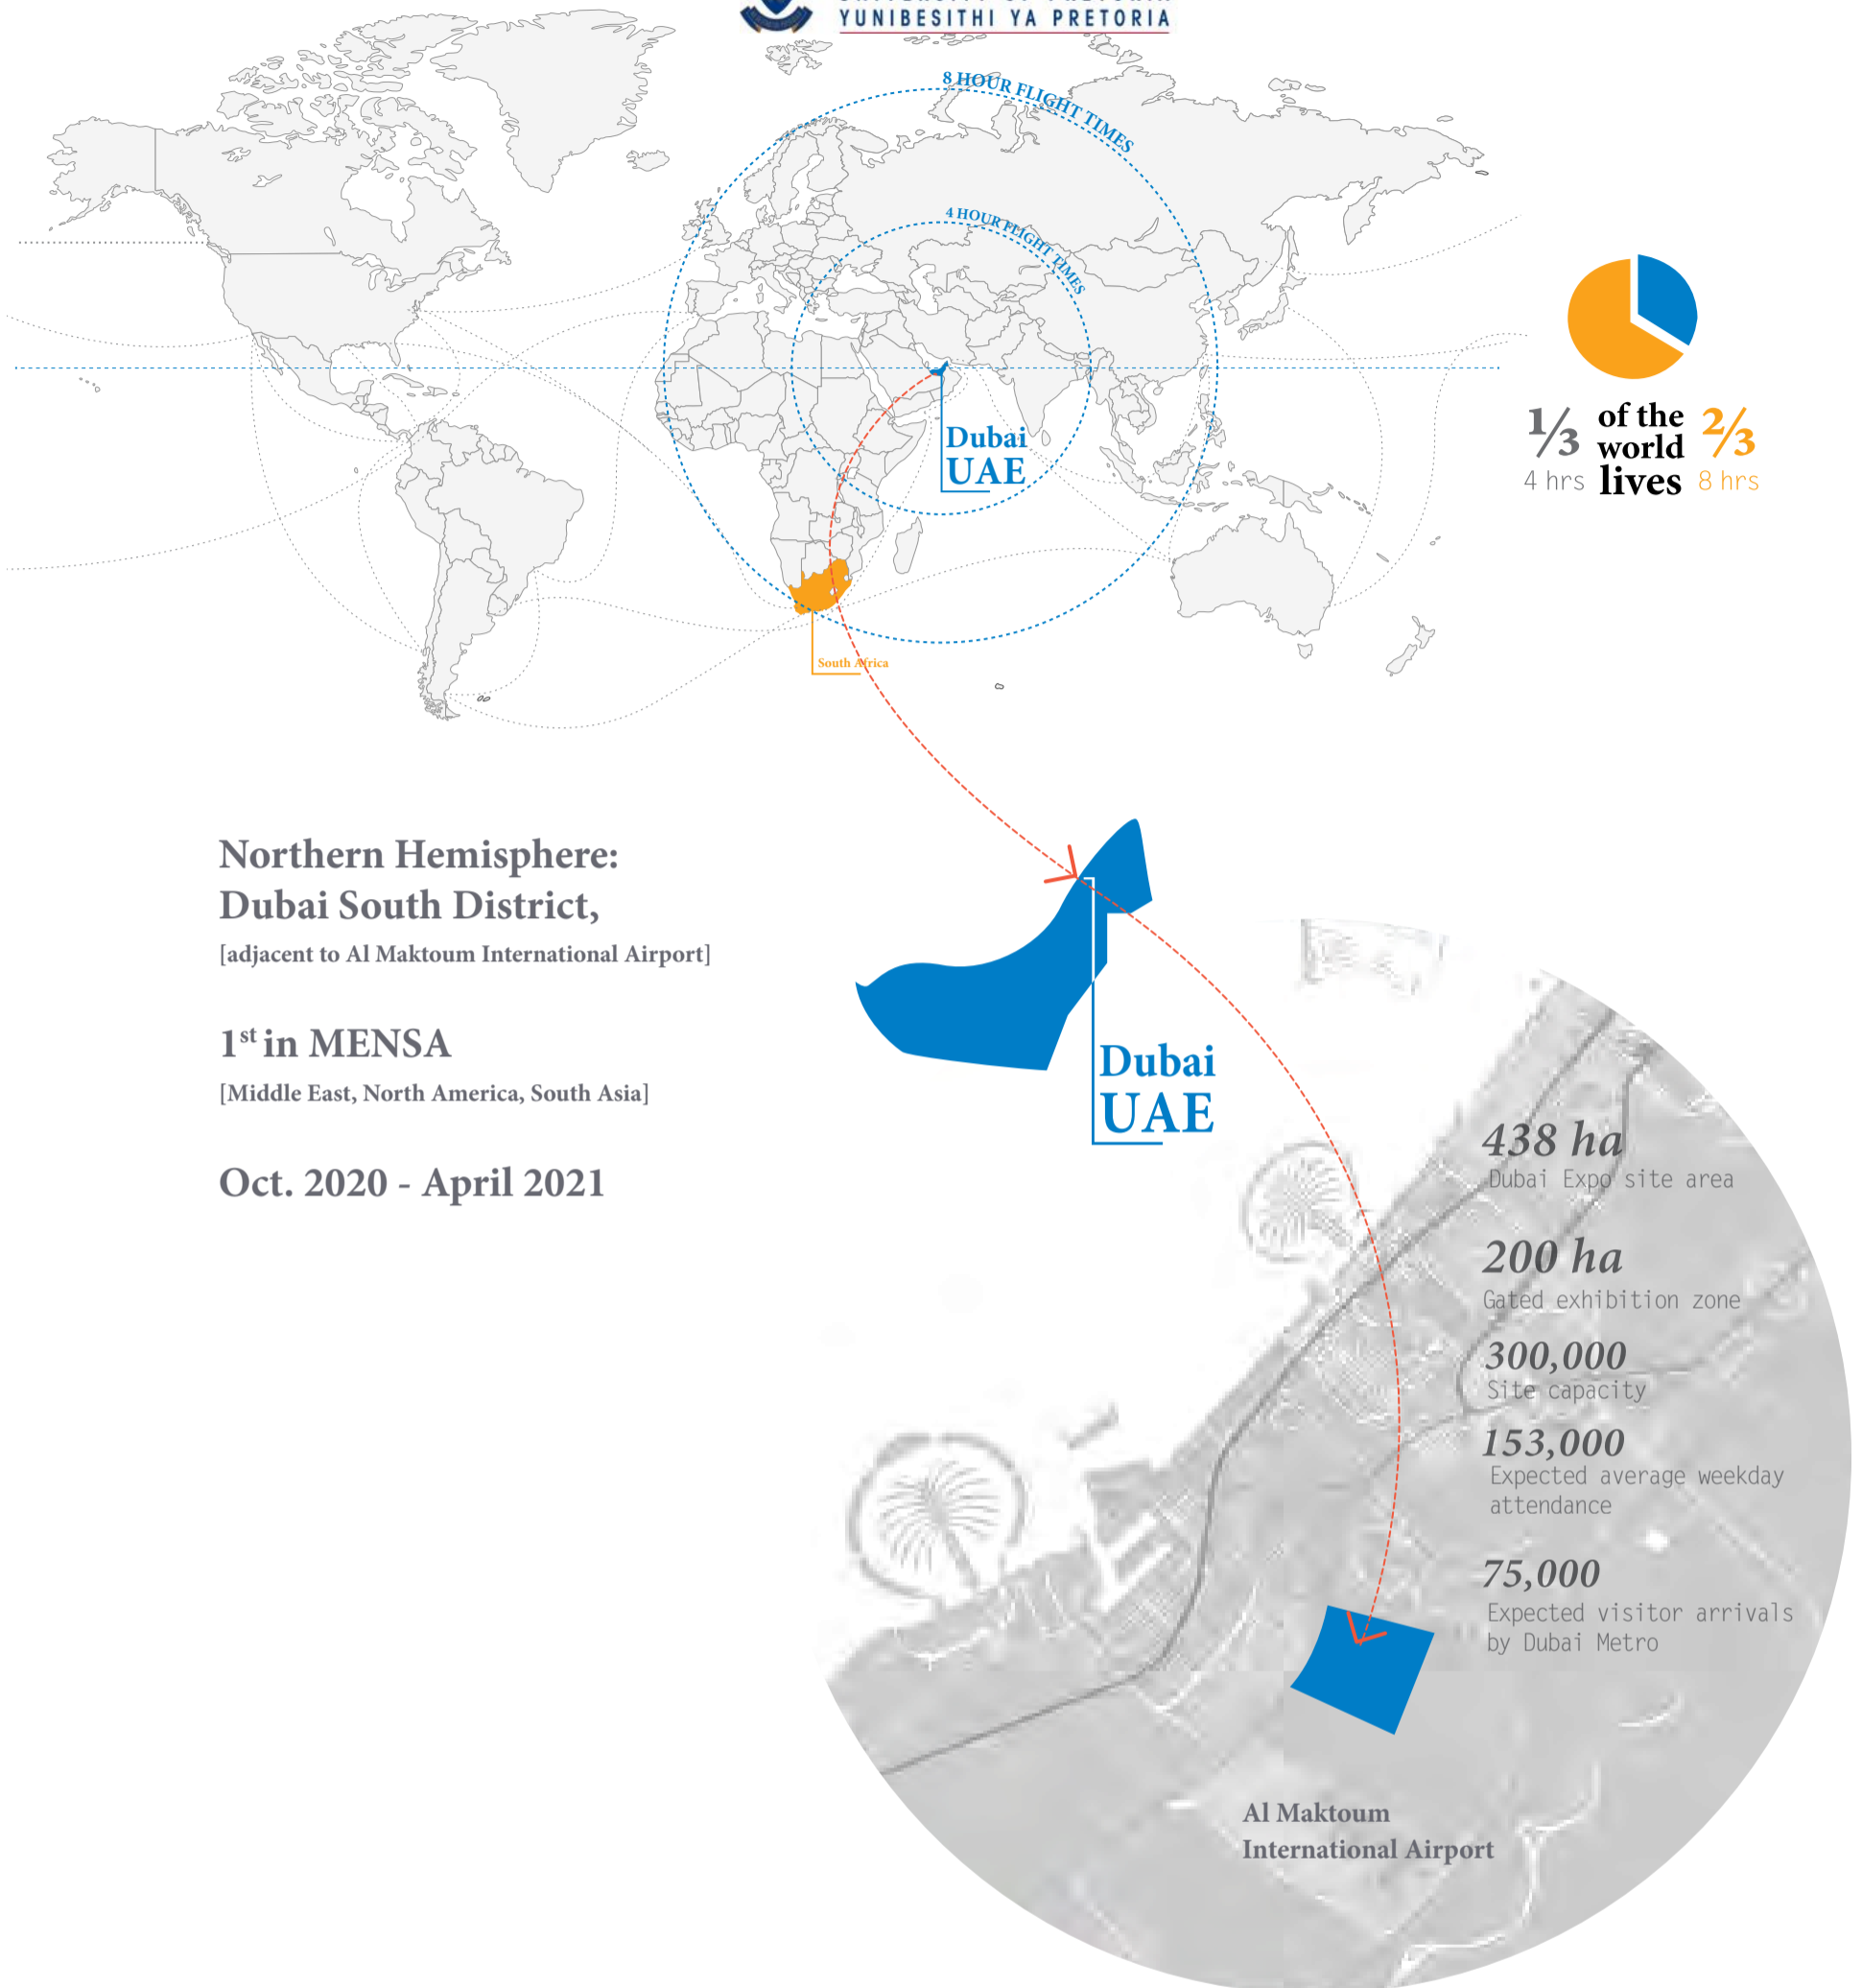 YUNIBESITHI YA PRETORIA
8 HOUR FLIGHT TIMES
4 HOUR FLIGHT TIMES
Dubai
UAE
South Africa
1/3 of the world lives 2/3
4 hrs 8 hrs
Northern Hemisphere:
Dubai South District,
[adjacent to Al Maktoum International Airport]
1st in MENSA
[Middle East, North America, South Asia]
Oct. 2020 - April 2021
Dubai
UAE
438 ha
Dubai Expo site area
200 ha
Gated exhibition zone
300,000
Site capacity
153,000
Expected average weekday
attendance
75,000
Expected visitor arrivals
by Dubai Metro
Al Maktoum
International Airport